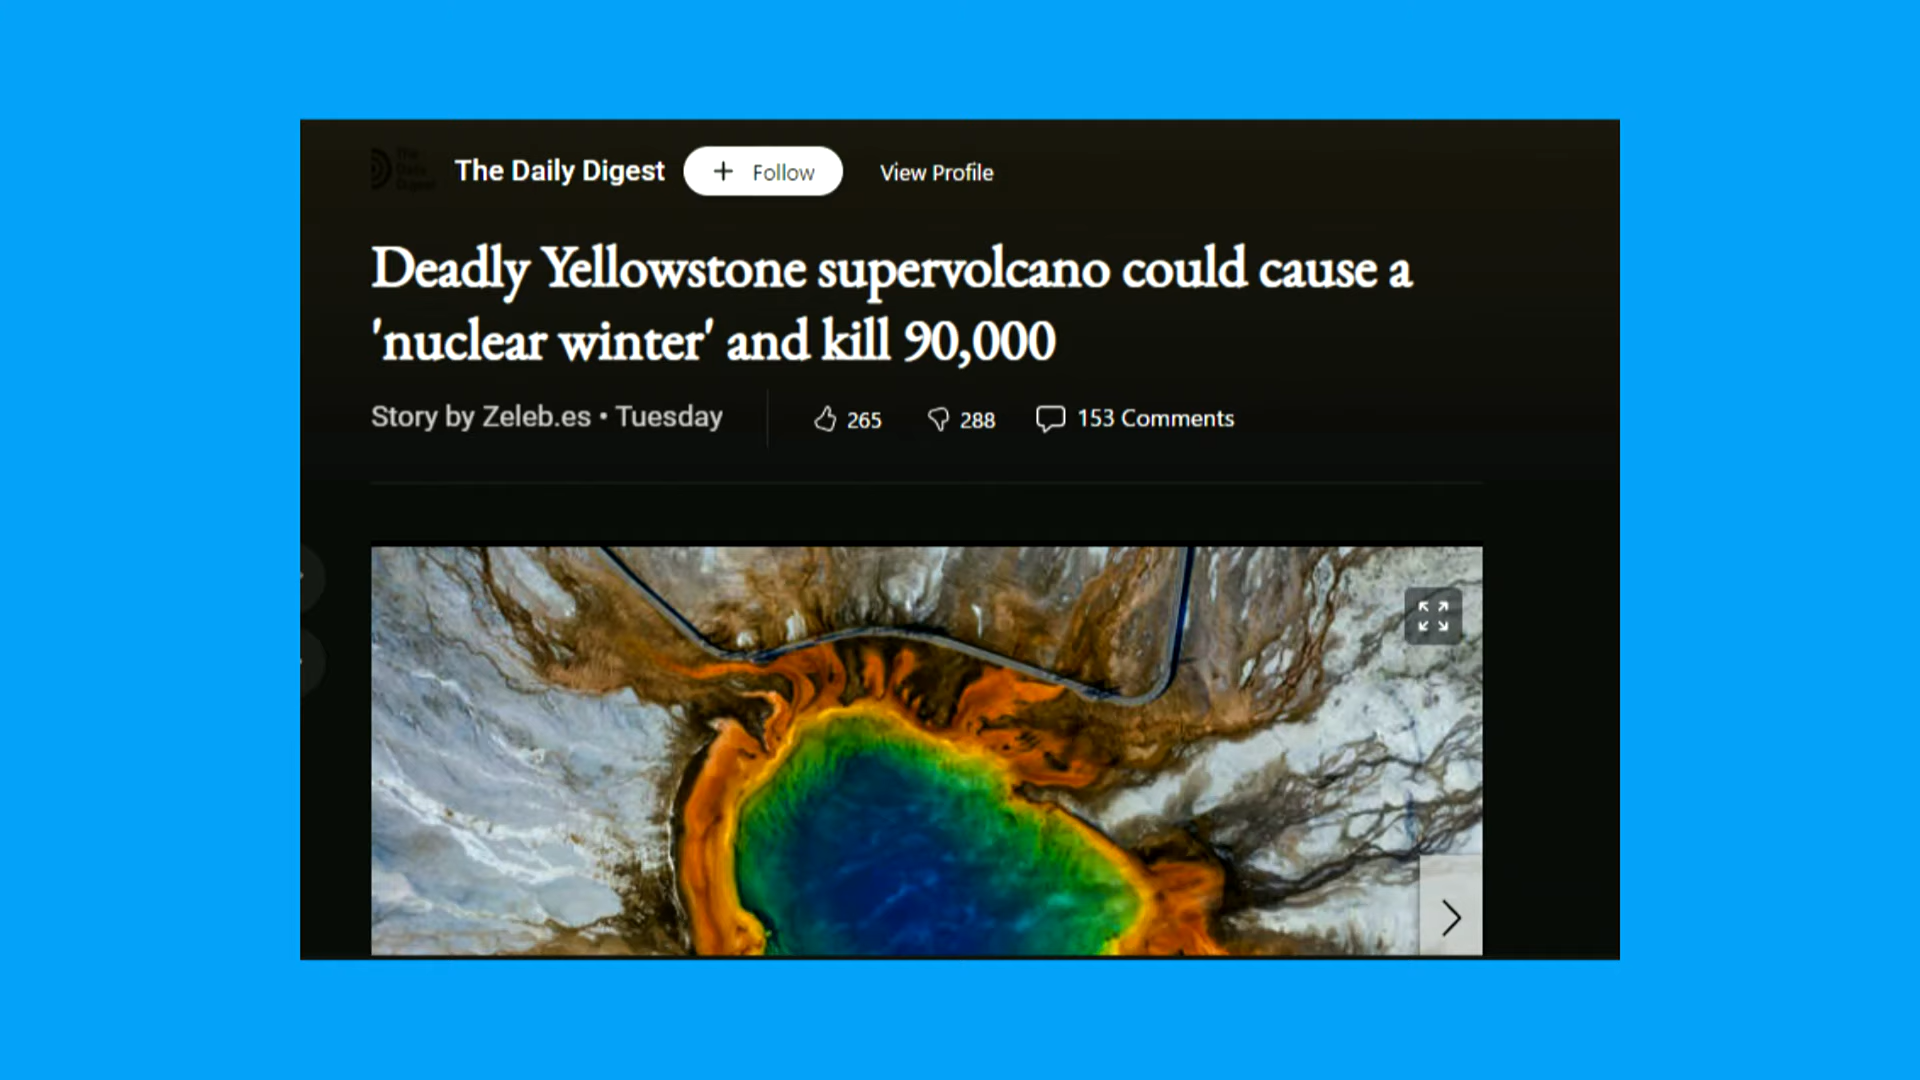 The Daily Digest + Follow View Profile
Deadly Yellowstone supervolcano could cause a
'nuclear winter' and kill 90,000
Story by Zeleb.es • Tuesday 265 288 153 Comments